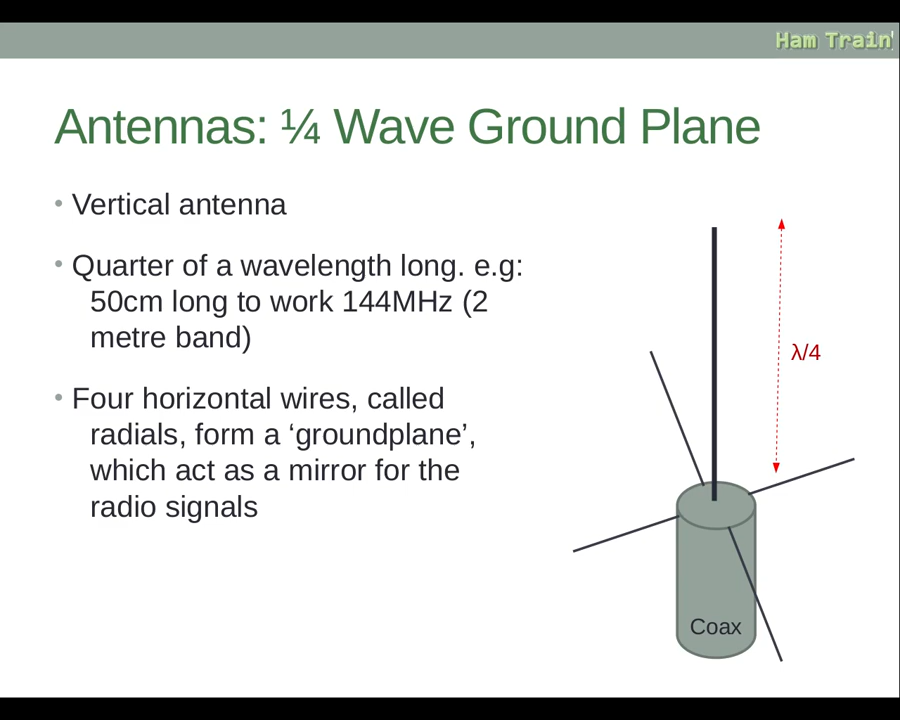 Ham Train
Antennas: ¼ Wave Ground Plane
• Vertical antenna
• Quarter of a wavelength long. e.g:
50cm long to work 144MHz (2
metre band)
• Four horizontal wires, called
radials, form a ‘groundplane’,
which act as a mirror for the
radio signals
λ/4
Coax